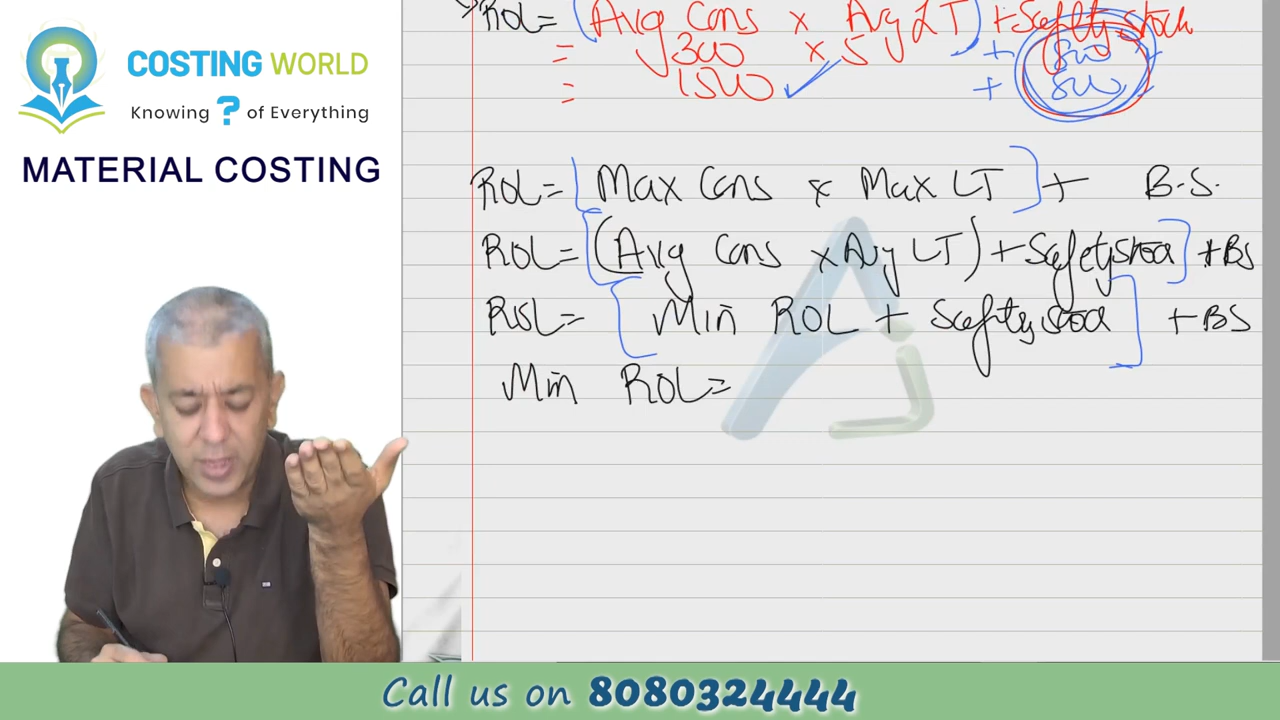 COSTING WORLD
Knowing ? of Everything
MATERIAL COSTING
ROL= (Avg Cons x Avg LT) + Safety stock
= 300 x 5 + 800
= 1500 + 800
ROL= [Max Cons x Max LT] + B.S.
ROL= [(Avg Cons x Avg LT) + Safety stock] + BS
ROL= [Min ROL + Safety stock] + BS
Min ROL=
Call us on 8080324444